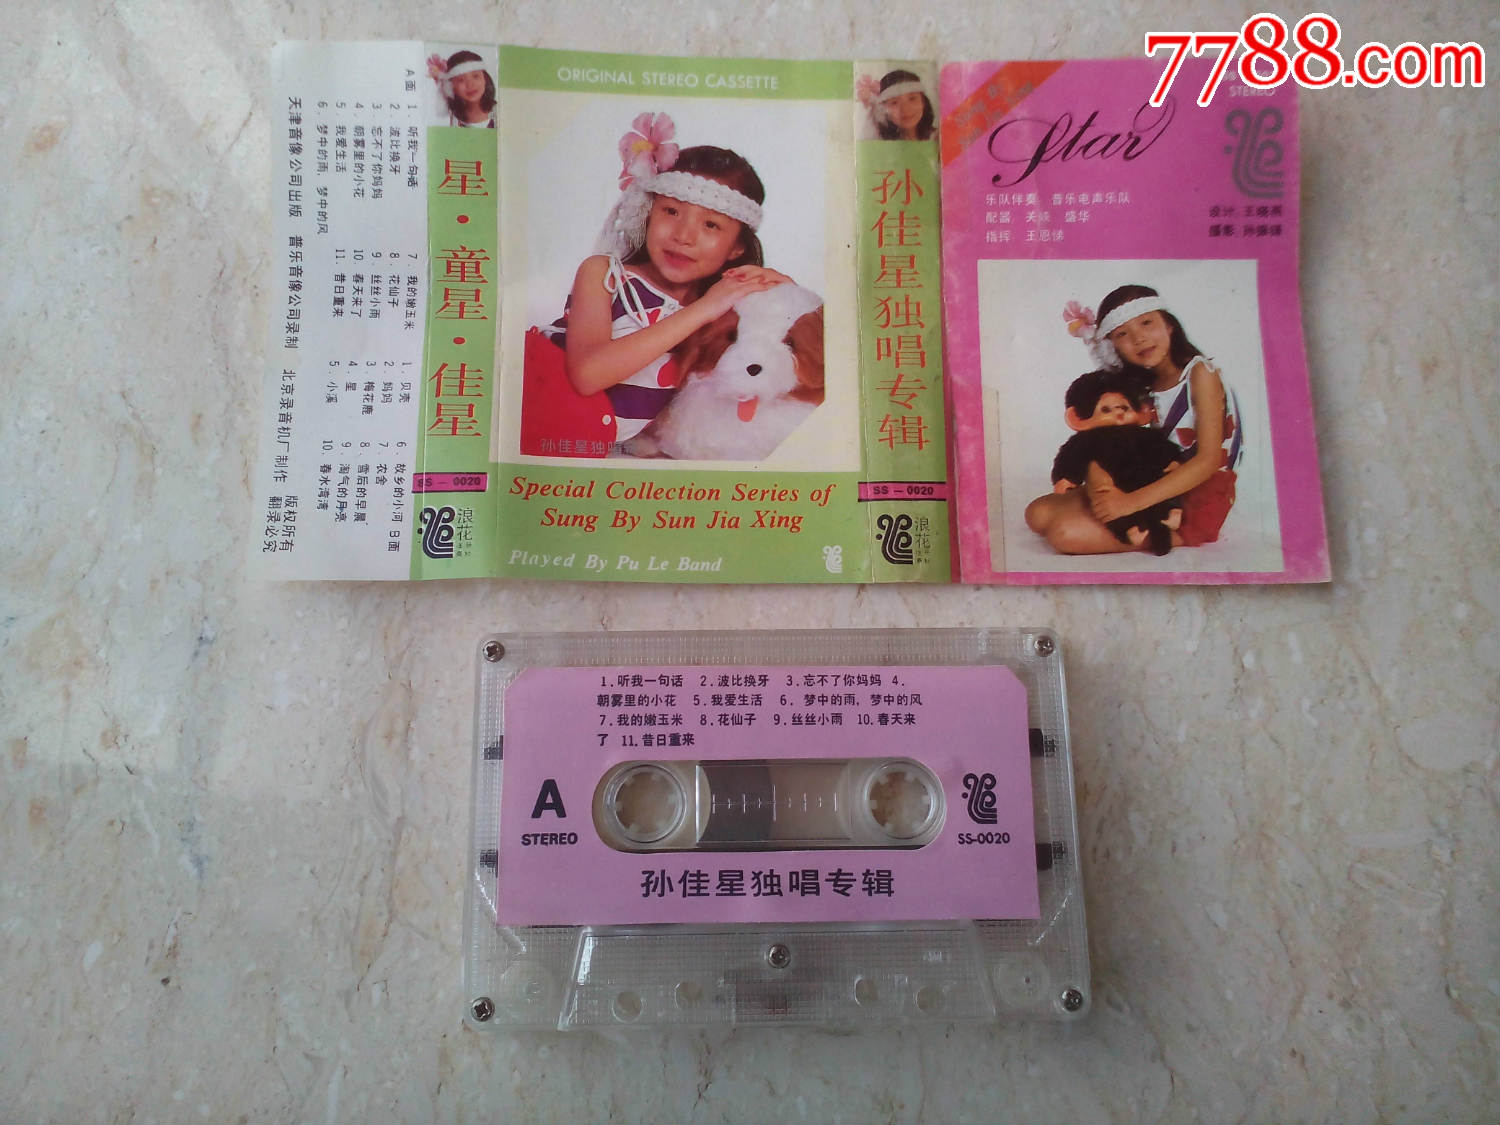 7788.com
A面
1.听我一句话
2.波比换牙
3.忘不了你妈妈
4.朝雾里的小花
5.我爱生活
6.梦中的雨,梦中的风
7.我的嫩玉米
8.花仙子
9.丝丝小雨
10.春天来了
11.昔日重来
1.贝壳
2.妈妈
3.梅花鹿
4.星
5.小溪
6.故乡的小河 B面
7.农舍
8.雪后的早晨
9.淘气的月亮
10.春水湾湾
天津音像公司出版 普乐音像公司录制 北京录音机厂制作 版权所有
翻录必究
星·童星·佳星
SS—0020
浪花
ORIGINAL STEREO CASSETTE
孙佳星独唱
Special Collection Series of
Sung By Sun Jia Xing
Played By Pu Le Band
孙佳星独唱专辑
SS—0020
浪花
Star
STEREO
乐队伴奏 普乐电声乐队
配器 关峡 盛华
指挥 王恩悌
设计
摄影
1.听我一句话 2.波比换牙 3.忘不了你妈妈 4.
朝雾里的小花 5.我爱生活 6.梦中的雨,梦中的风
7.我的嫩玉米 8.花仙子 9.丝丝小雨 10.春天来
了 11.昔日重来
A
STEREO
SS-0020
孙佳星独唱专辑